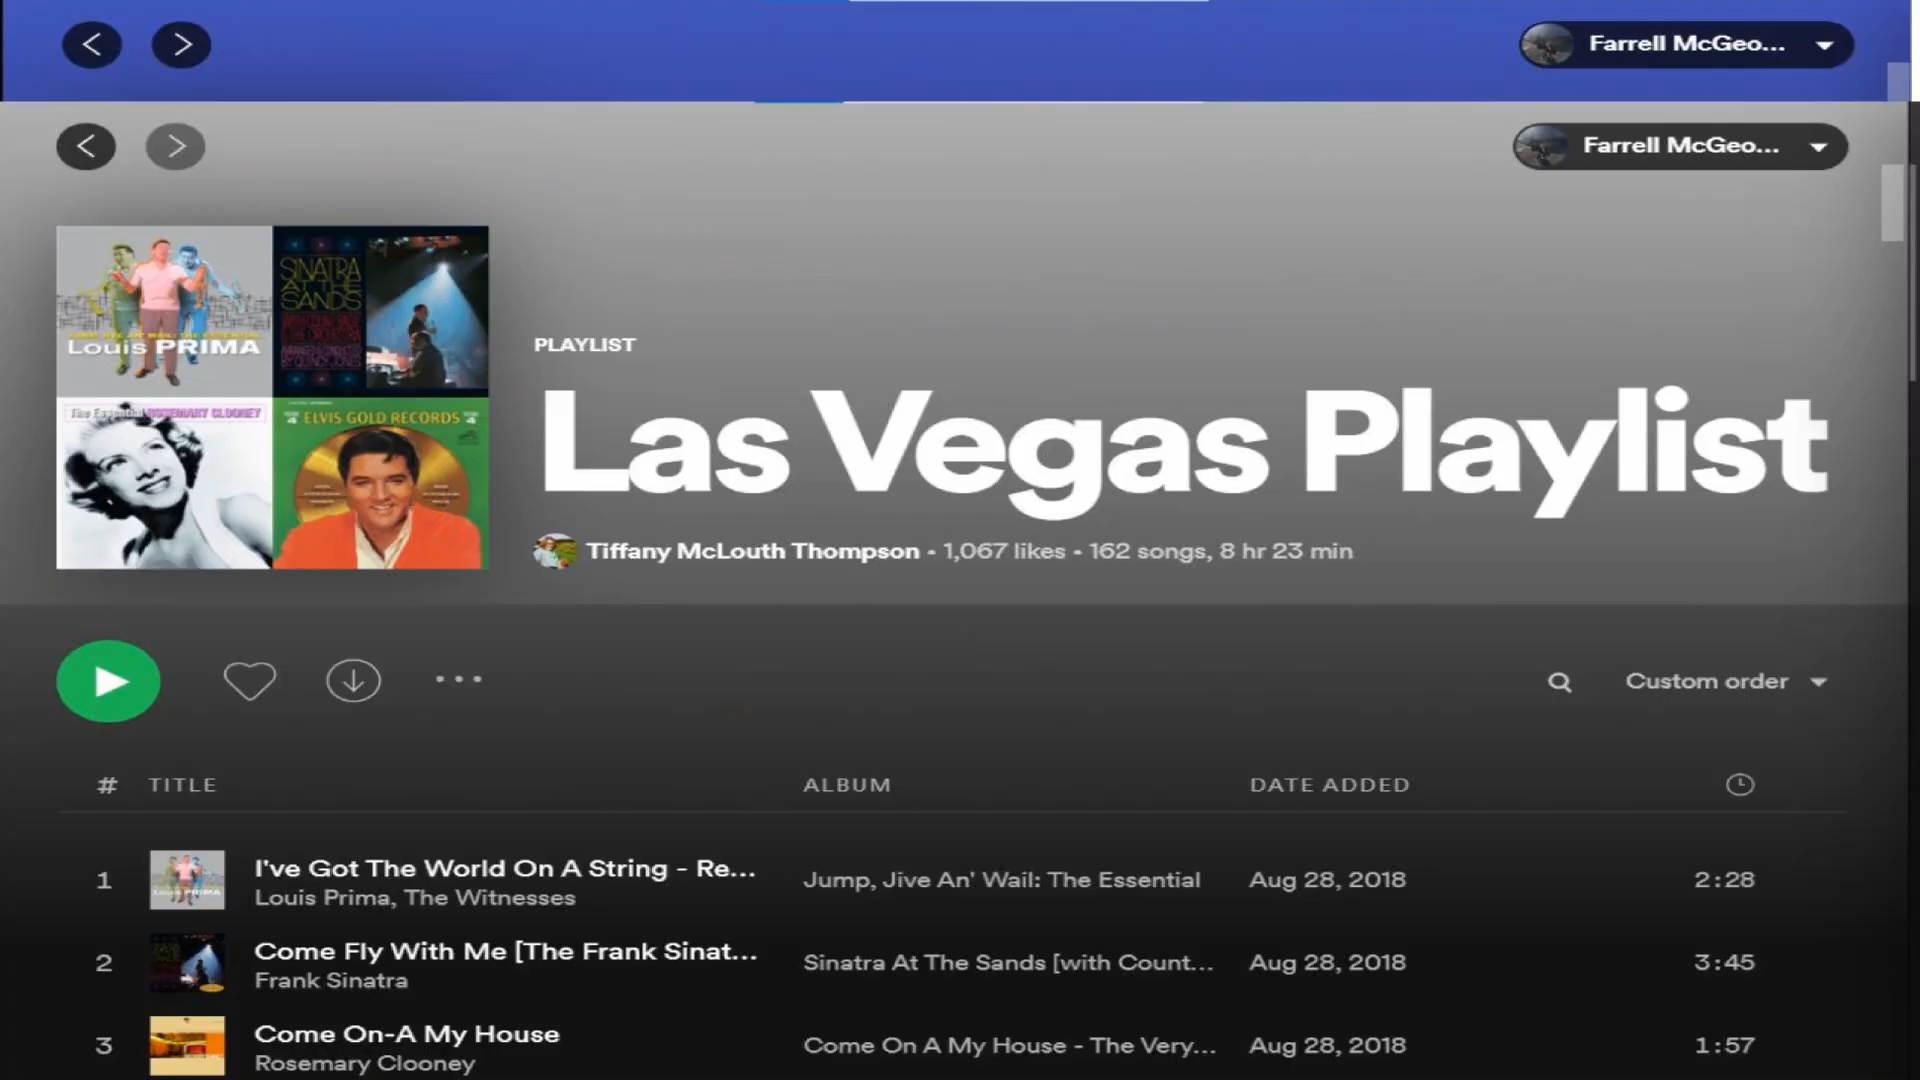 Farrell McGeo...
Farrell McGeo...
Louis PRIMA
SINATRA
AT THE
SANDS
The Essential ROSEMARY CLOONEY
ELVIS GOLD RECORDS
PLAYLIST
Las Vegas Playlist
Tiffany McLouth Thompson • 1,067 likes • 162 songs, 8 hr 23 min
Custom order
# TITLE ALBUM DATE ADDED
1 I've Got The World On A String - Re... Jump, Jive An' Wail: The Essential Aug 28, 2018 2:28
Louis Prima, The Witnesses
2 Come Fly With Me [The Frank Sinat... Sinatra At The Sands [with Count... Aug 28, 2018 3:45
Frank Sinatra
3 Come On-A My House Come On A My House - The Very... Aug 28, 2018 1:57
Rosemary Clooney